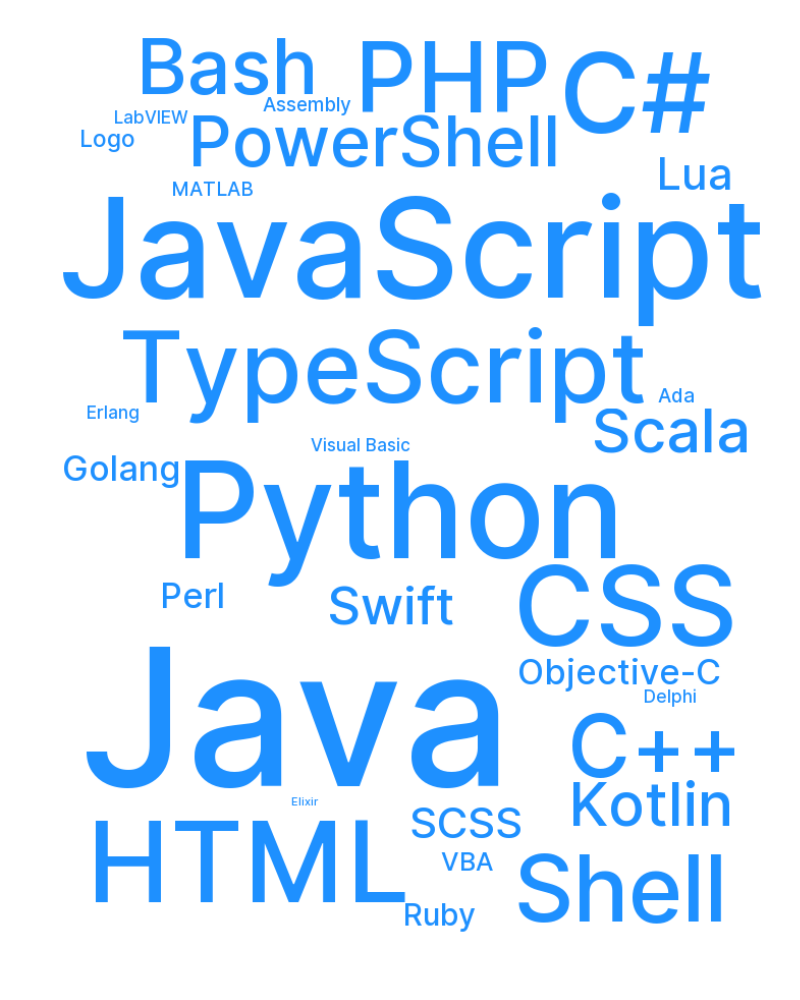 Bash
PHP
C#
Assembly
LabVIEW
Logo
PowerShell
Lua
MATLAB
JavaScript
TypeScript
Ada
Erlang
Scala
Visual Basic
Golang
Python
CSS
Perl
Swift
Objective-C
Delphi
Java
C++
Kotlin
Elixir
SCSS
HTML
VBA
Shell
Ruby